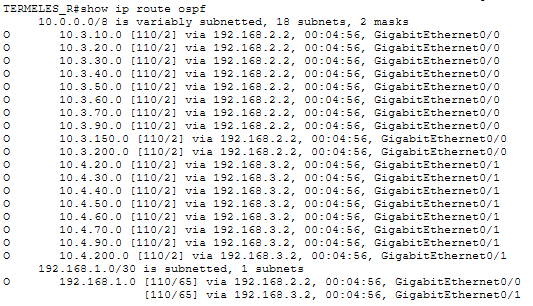 TERMELES_R#show ip route ospf
     10.0.0.0/8 is variably subnetted, 18 subnets, 2 masks
O       10.3.10.0 [110/2] via 192.168.2.2, 00:04:56, GigabitEthernet0/0
O       10.3.20.0 [110/2] via 192.168.2.2, 00:04:56, GigabitEthernet0/0
O       10.3.30.0 [110/2] via 192.168.2.2, 00:04:56, GigabitEthernet0/0
O       10.3.40.0 [110/2] via 192.168.2.2, 00:04:56, GigabitEthernet0/0
O       10.3.50.0 [110/2] via 192.168.2.2, 00:04:56, GigabitEthernet0/0
O       10.3.60.0 [110/2] via 192.168.2.2, 00:04:56, GigabitEthernet0/0
O       10.3.70.0 [110/2] via 192.168.2.2, 00:04:56, GigabitEthernet0/0
O       10.3.90.0 [110/2] via 192.168.2.2, 00:04:56, GigabitEthernet0/0
O       10.3.150.0 [110/2] via 192.168.2.2, 00:04:56, GigabitEthernet0/0
O       10.3.200.0 [110/2] via 192.168.2.2, 00:04:56, GigabitEthernet0/0
O       10.4.20.0 [110/2] via 192.168.3.2, 00:04:56, GigabitEthernet0/1
O       10.4.30.0 [110/2] via 192.168.3.2, 00:04:56, GigabitEthernet0/1
O       10.4.40.0 [110/2] via 192.168.3.2, 00:04:56, GigabitEthernet0/1
O       10.4.50.0 [110/2] via 192.168.3.2, 00:04:56, GigabitEthernet0/1
O       10.4.60.0 [110/2] via 192.168.3.2, 00:04:56, GigabitEthernet0/1
O       10.4.70.0 [110/2] via 192.168.3.2, 00:04:56, GigabitEthernet0/1
O       10.4.90.0 [110/2] via 192.168.3.2, 00:04:56, GigabitEthernet0/1
O       10.4.200.0 [110/2] via 192.168.3.2, 00:04:56, GigabitEthernet0/1
     192.168.1.0/30 is subnetted, 1 subnets
O       192.168.1.0 [110/65] via 192.168.2.2, 00:04:56, GigabitEthernet0/0
                    [110/65] via 192.168.3.2, 00:04:56, GigabitEthernet0/1